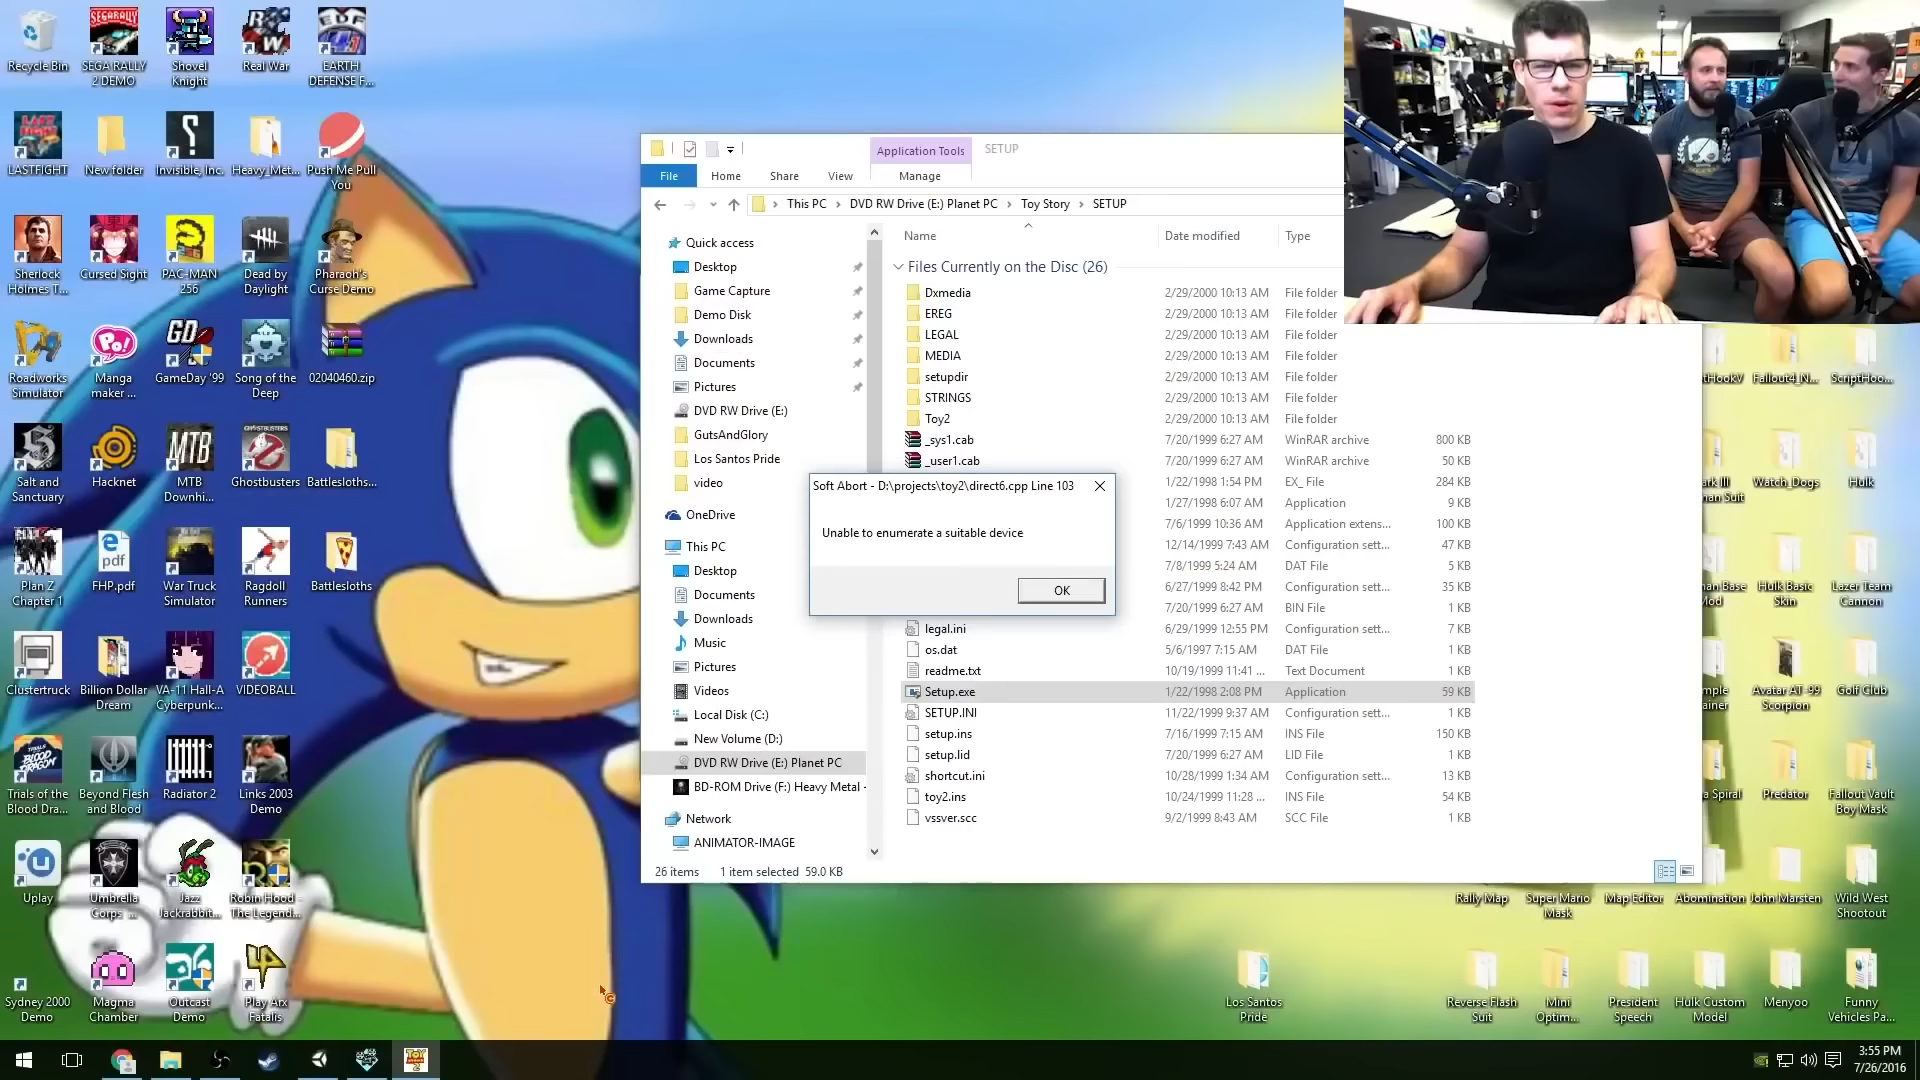 Recycle Bin
SEGA RALLY
2 DEMO
Shovel
Knight
Real War
EARTH
DEFENSE F...
LASTFIGHT
New folder
Invisible, Inc.
Heavy_Met...
Push Me Pull
You
Sherlock
Holmes T...
Cursed Sight
PAC-MAN
256
Dead by
Daylight
Pharaoh's
Curse Demo
Roadworks
Simulator
Manga
maker ...
GameDay '99
Song of the
Deep
02040460.zip
Salt and
Sanctuary
Hacknet
MTB
Downhi...
Ghostbusters
Battlesloths...
Plan Z
Chapter 1
FHP.pdf
War Truck
Simulator
Ragdoll
Runners
Battlesloths
Clustertruck
Billion Dollar
Dream
VA-11 Hall-A
Cyberpunk...
VIDEOBALL
Trials of the
Blood Dra...
Beyond Flesh
and Blood
Radiator 2
Links 2003
Demo
Uplay
Umbrella
Corps ...
Jazz
Jackrabbit...
Robin Hood -
The Legend...
Sydney 2000
Demo
Magma
Chamber
Outcast
Demo
Play Arx
Fatalis
Application Tools
SETUP
File
Home
Share
View
Manage
This PC
DVD RW Drive (E:) Planet PC
Toy Story
SETUP
Quick access
Desktop
Game Capture
Demo Disk
Downloads
Documents
Pictures
DVD RW Drive (E:)
GutsAndGlory
Los Santos Pride
video
OneDrive
This PC
Desktop
Documents
Downloads
Music
Pictures
Videos
Local Disk (C:)
New Volume (D:)
DVD RW Drive (E:) Planet PC
BD-ROM Drive (F:) Heavy Metal -
Network
ANIMATOR-IMAGE
Name
Date modified
Type
Files Currently on the Disc (26)
Dxmedia 2/29/2000 10:13 AM File folder
EREG 2/29/2000 10:13 AM File folder
LEGAL 2/29/2000 10:13 AM File folder
MEDIA 2/29/2000 10:13 AM File folder
setupdir 2/29/2000 10:13 AM File folder
STRINGS 2/29/2000 10:13 AM File folder
Toy2 2/29/2000 10:13 AM File folder
_sys1.cab 7/20/1999 6:27 AM WinRAR archive 800 KB
_user1.cab 7/20/1999 6:27 AM WinRAR archive 50 KB
1/22/1998 1:54 PM EX_ File 284 KB
1/27/1998 6:07 AM Application 9 KB
7/6/1999 10:36 AM Application extens... 100 KB
12/14/1999 7:43 AM Configuration sett... 47 KB
7/8/1999 5:24 AM DAT File 5 KB
6/27/1999 8:42 PM Configuration sett... 35 KB
7/20/1999 6:27 AM BIN File 1 KB
legal.ini 6/29/1999 12:55 PM Configuration sett... 7 KB
os.dat 5/6/1997 7:15 AM DAT File 1 KB
readme.txt 10/19/1999 11:41 ... Text Document 1 KB
Setup.exe 1/22/1998 2:08 PM Application 59 KB
SETUP.INI 11/22/1999 9:37 AM Configuration sett... 1 KB
setup.ins 7/16/1999 7:15 AM INS File 150 KB
setup.lid 7/20/1999 6:27 AM LID File 1 KB
shortcut.ini 10/28/1999 1:34 AM Configuration sett... 13 KB
toy2.ins 10/24/1999 11:28 ... INS File 54 KB
vssver.scc 9/2/1999 8:43 AM SCC File 1 KB
26 items 1 item selected 59.0 KB
Soft Abort - D:\projects\toy2\direct6.cpp Line 103
Unable to enumerate a suitable device
OK
Fallout4_N...
ScriptHoo...
Watch_Dogs
Hulk
Hulk Basic
Skin
Lazer Team
Cannon
Avatar AT-99
Scorpion
Golf Club
Predator
Fallout Vault
Boy Mask
Rally Map
Super Mario
Mask
Map Editor
Abomination
John Marsten
Wild West
Shootout
Los Santos
Pride
Reverse Flash
Suit
Mini
Optim...
President
Speech
Hulk Custom
Model
Menyoo
Funny
Vehicles Pa...
3:55 PM
7/26/2016